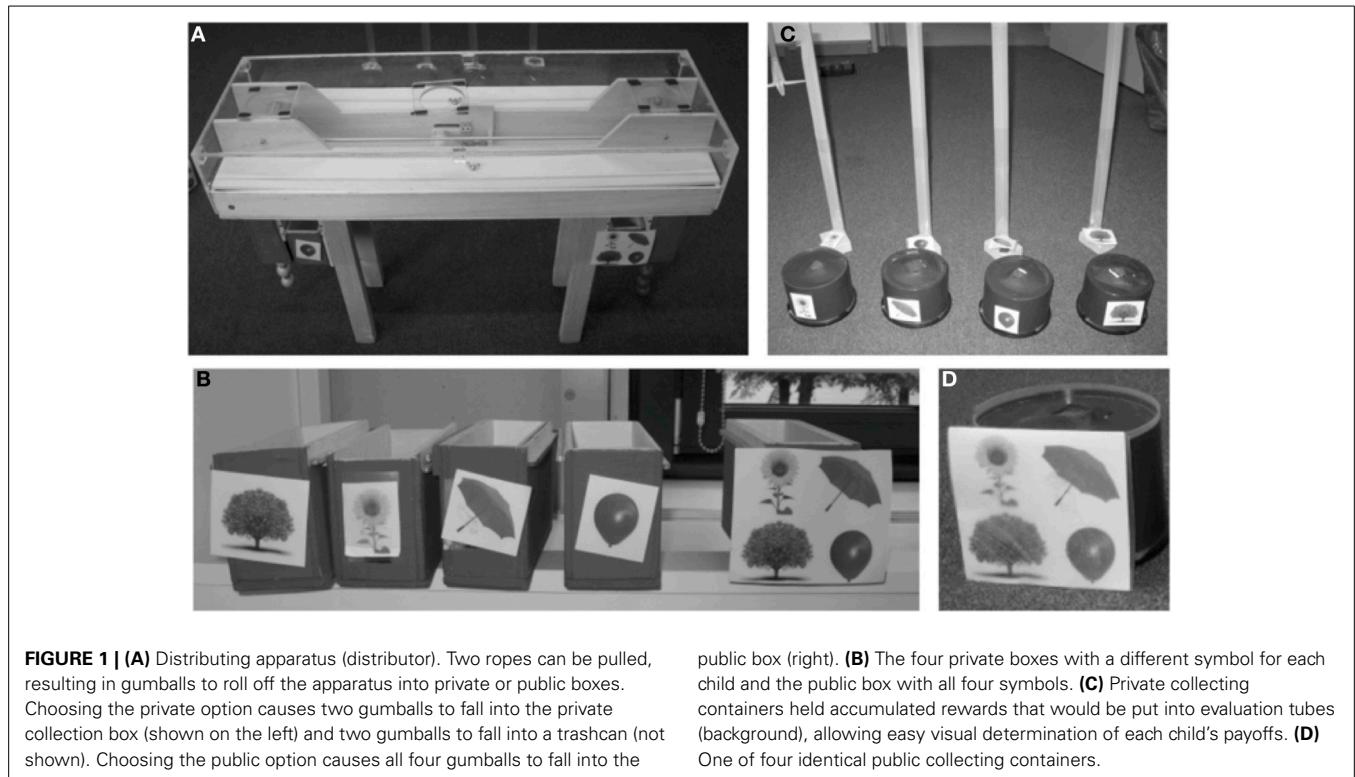 A
C
B
D
FIGURE 1 | (A) Distributing apparatus (distributor). Two ropes can be pulled,
resulting in gumballs to roll off the apparatus into private or public boxes.
Choosing the private option causes two gumballs to fall into the private
collection box (shown on the left) and two gumballs to fall into a trashcan (not
shown). Choosing the public option causes all four gumballs to fall into the
public box (right). (B) The four private boxes with a different symbol for each
child and the public box with all four symbols. (C) Private collecting
containers held accumulated rewards that would be put into evaluation tubes
(background), allowing easy visual determination of each child's payoffs. (D)
One of four identical public collecting containers.